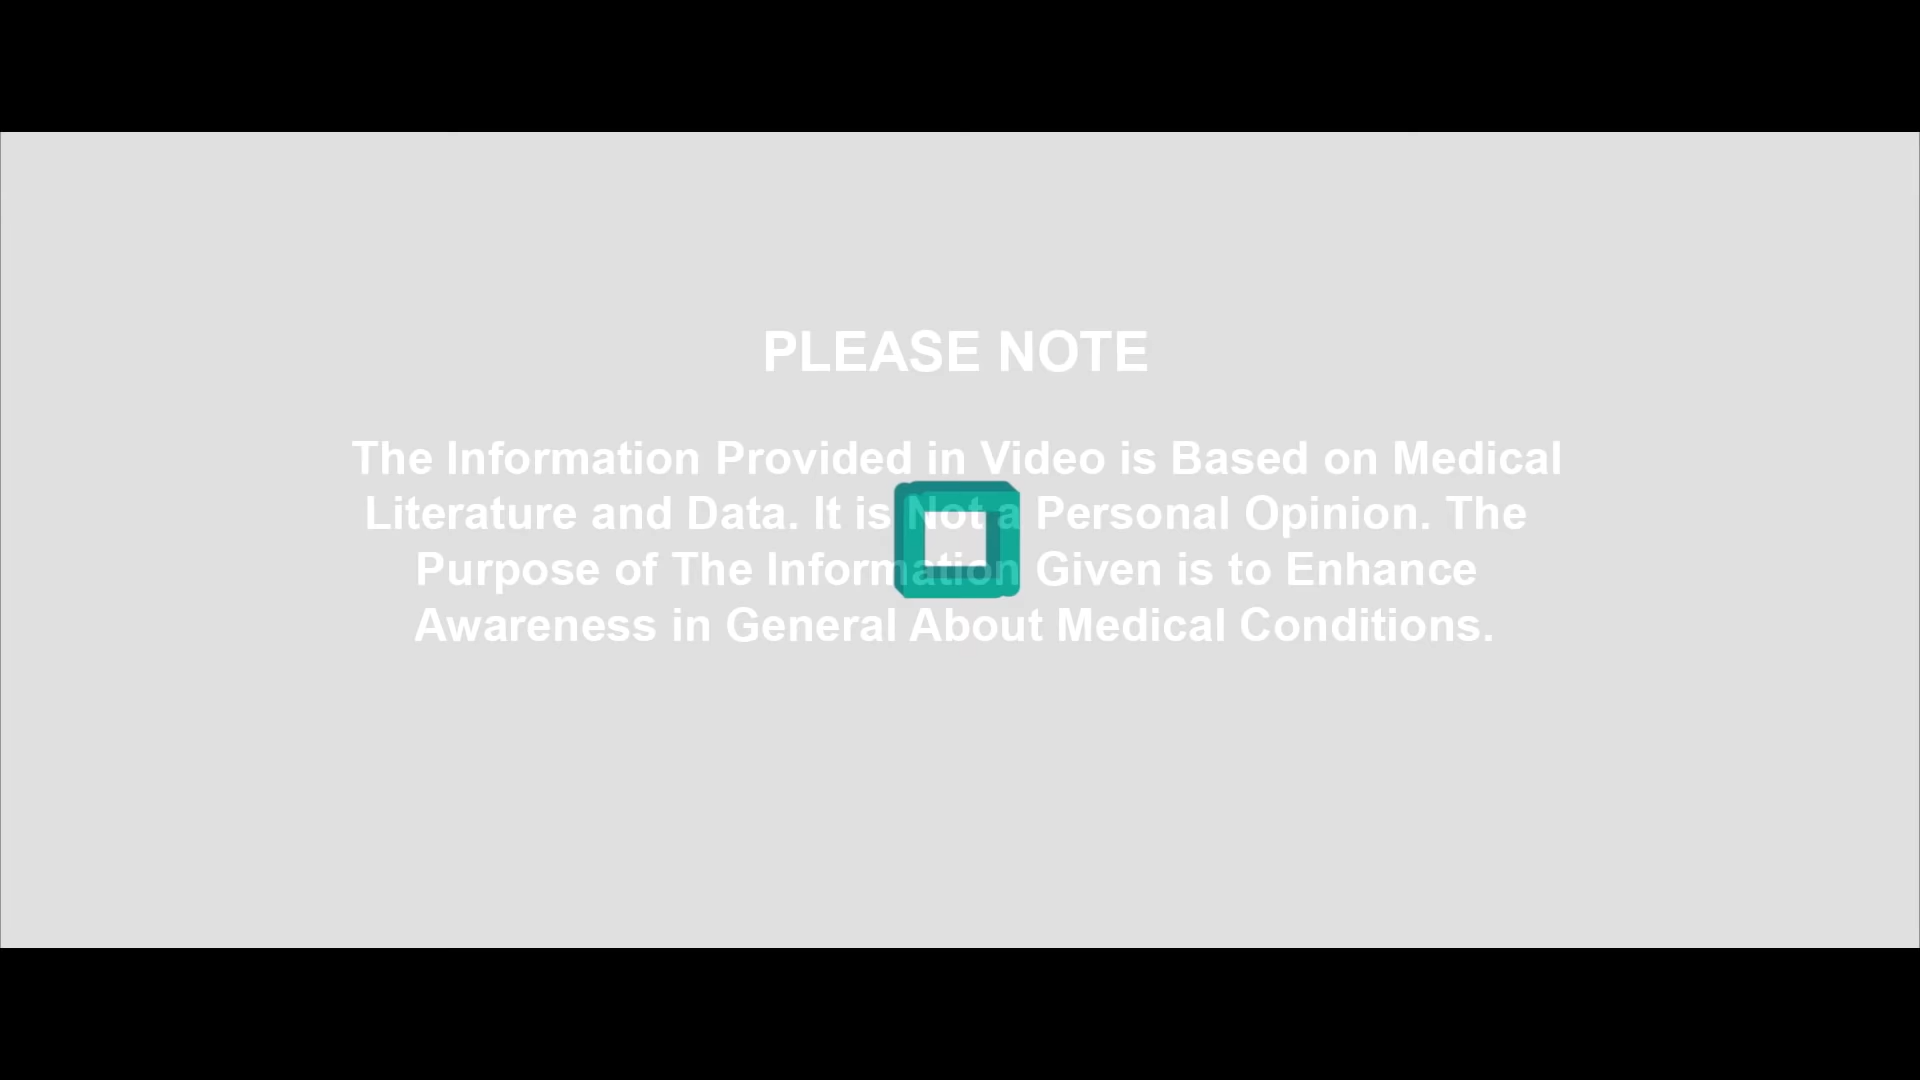 PLEASE NOTE
The Information Provided in Video is Based on Medical
Literature and Data. It is Not a Personal Opinion. The
Purpose of The Information Given is to Enhance
Awareness in General About Medical Conditions.